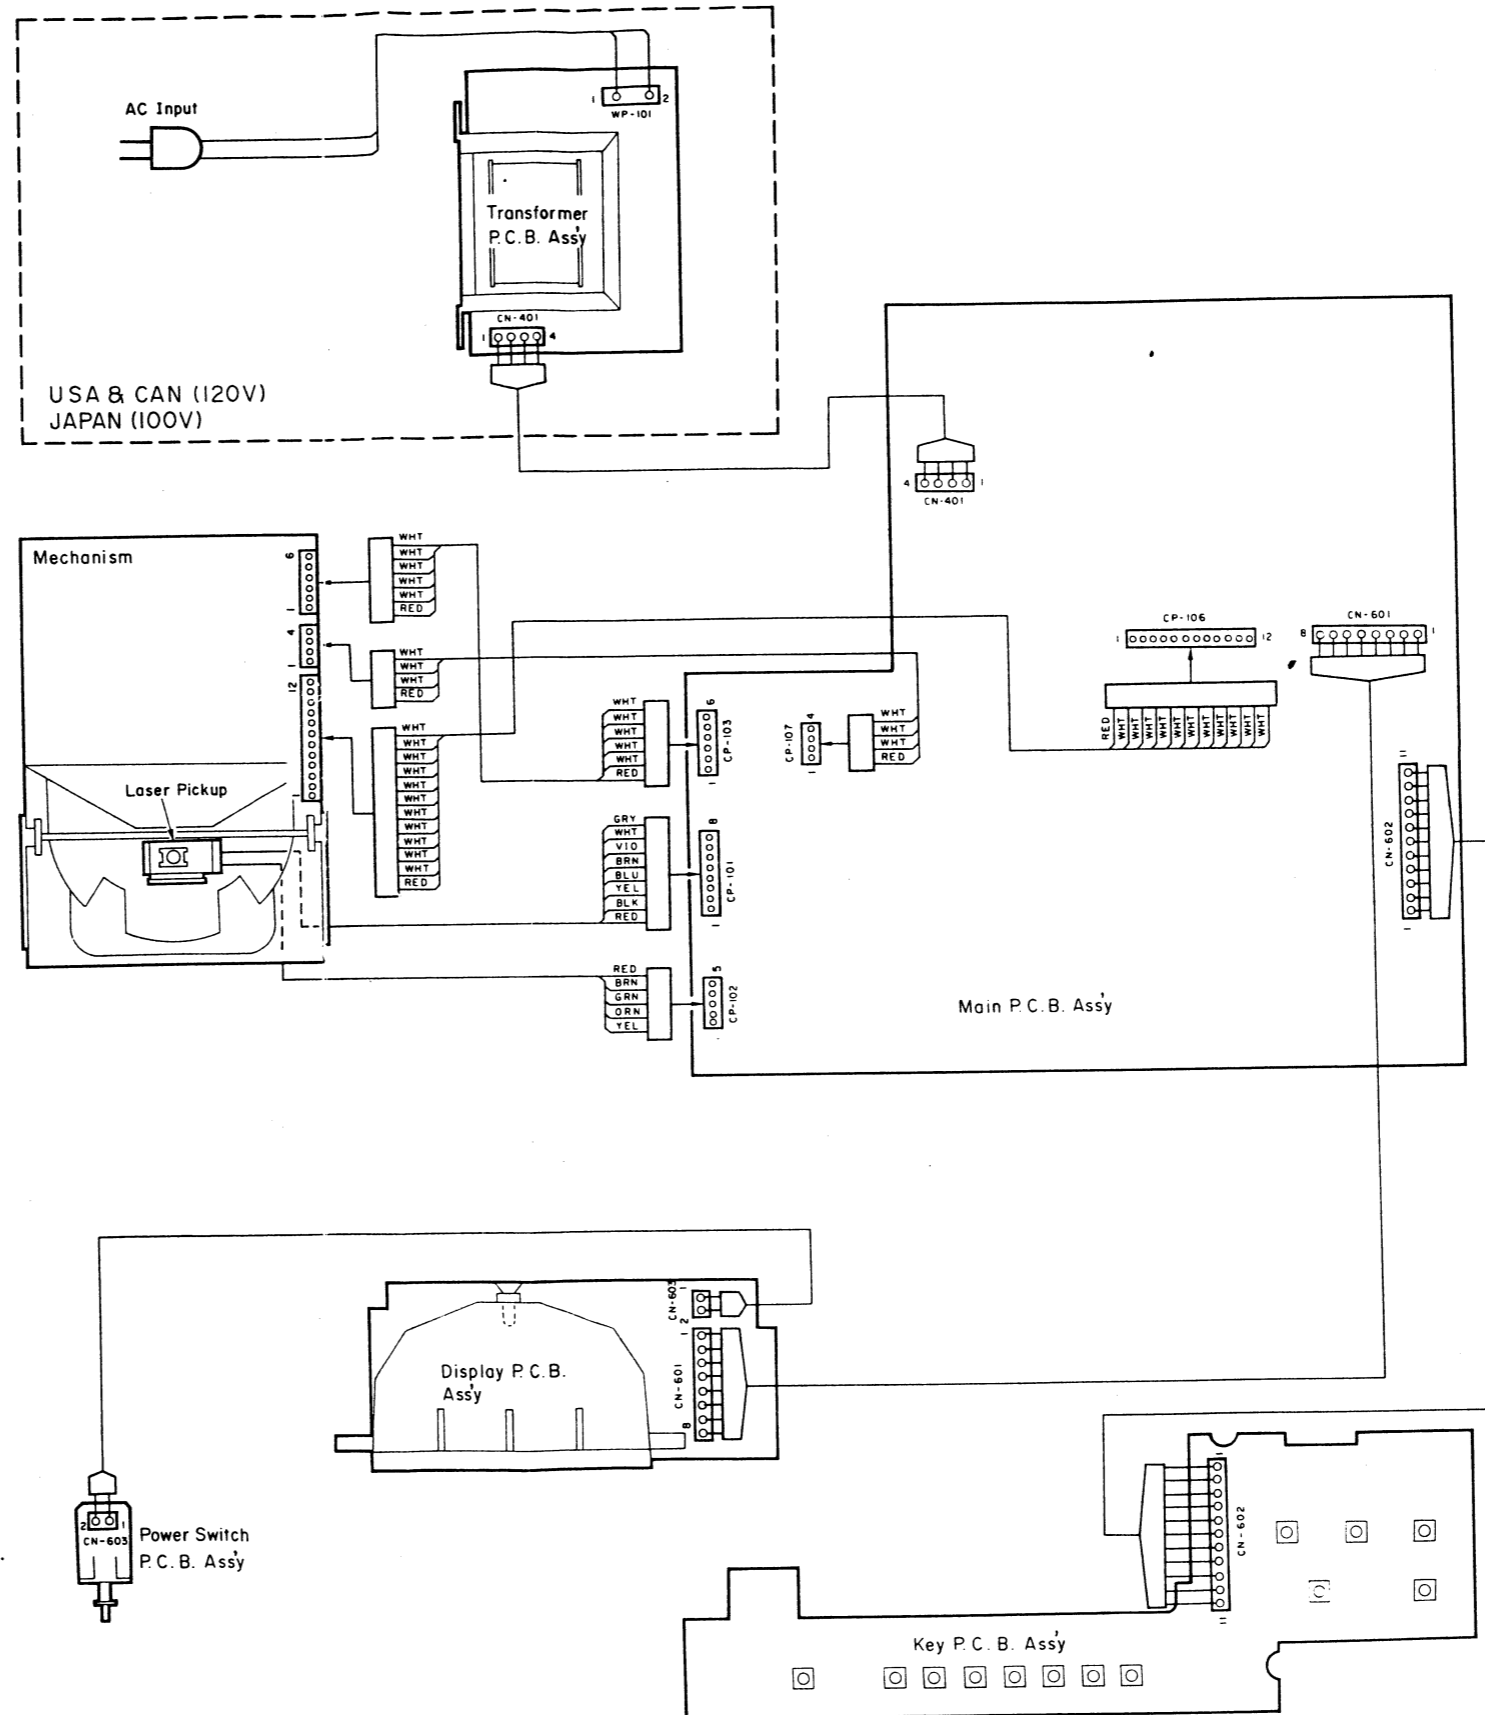 AC Input
1
2
WP-101
Transformer
P.C.B. Ass'y
CN-401
1
4
USA & CAN (120V)
JAPAN (100V)
4
1
CN-401
Mechanism
6
1
4
1
12
1
WHT
WHT
WHT
WHT
WHT
RED
WHT
WHT
WHT
RED
WHT
WHT
WHT
WHT
WHT
WHT
WHT
WHT
WHT
WHT
WHT
RED
Laser Pickup
WHT
WHT
WHT
WHT
WHT
RED
6
CP-103
1
GRY
WHT
VIO
BRN
BLU
YEL
BLK
RED
8
CP-101
1
RED
BRN
GRN
ORN
YEL
5
CP-102
4
CP-107
1
WHT
WHT
WHT
RED
CP-106
1
12
RED
WHT
WHT
WHT
WHT
WHT
WHT
WHT
WHT
WHT
WHT
CN-601
8
1
11
CN-602
1
Main P.C.B. Ass'y
CN-603
1
2
1
CN-601
8
Display P.C.B.
Ass'y
2
1
CN-603
Power Switch
P.C.B. Ass'y
1
CN-602
11
Key P.C.B. Ass'y